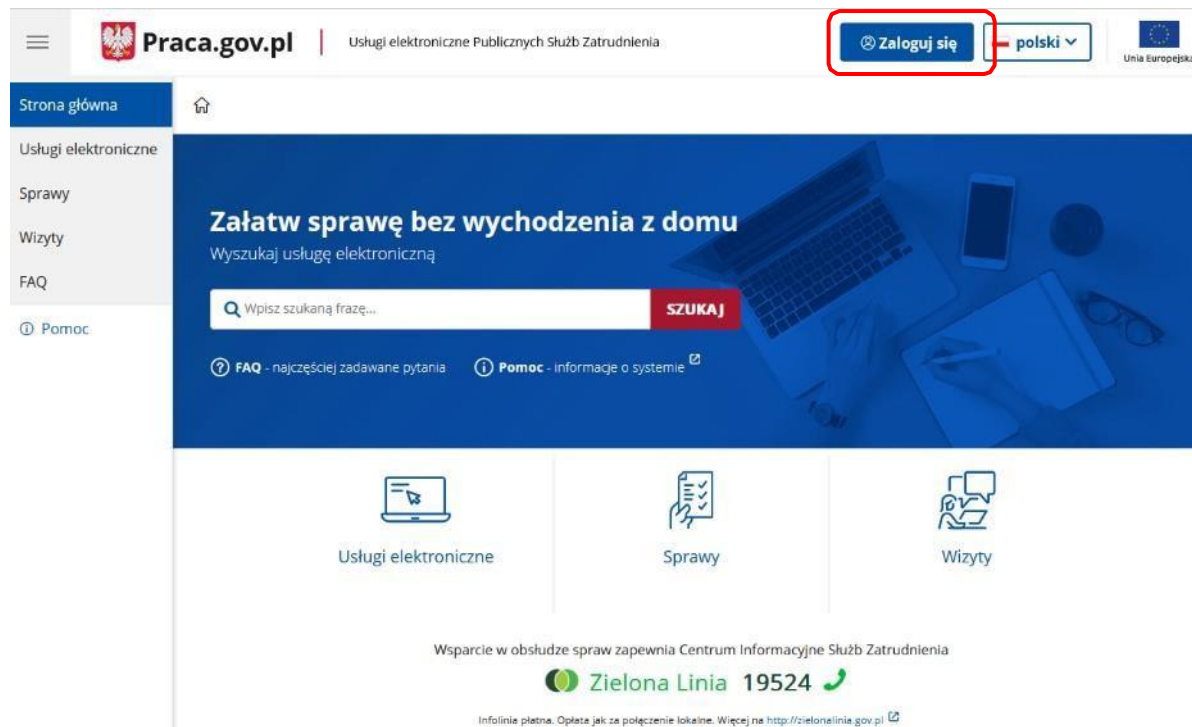 Praca.gov.pl
Usługi elektroniczne Publicznych Służb Zatrudnienia
Zaloguj się
polski
Unia Europejska
Strona główna
Usługi elektroniczne
Sprawy
Wizyty
FAQ
Pomoc
Załatw sprawę bez wychodzenia z domu
Wyszukaj usługę elektroniczną
Wpisz szukaną frazę...
SZUKAJ
FAQ - najczęściej zadawane pytania
Pomoc - informacje o systemie
Usługi elektroniczne
Sprawy
Wizyty
Wsparcie w obsłudze spraw zapewnia Centrum Informacyjne Służb Zatrudnienia
Zielona Linia 19524
Infolinia płatna. Opłata jak za połączenie lokalne. Więcej na http://zielonalinia.gov.pl